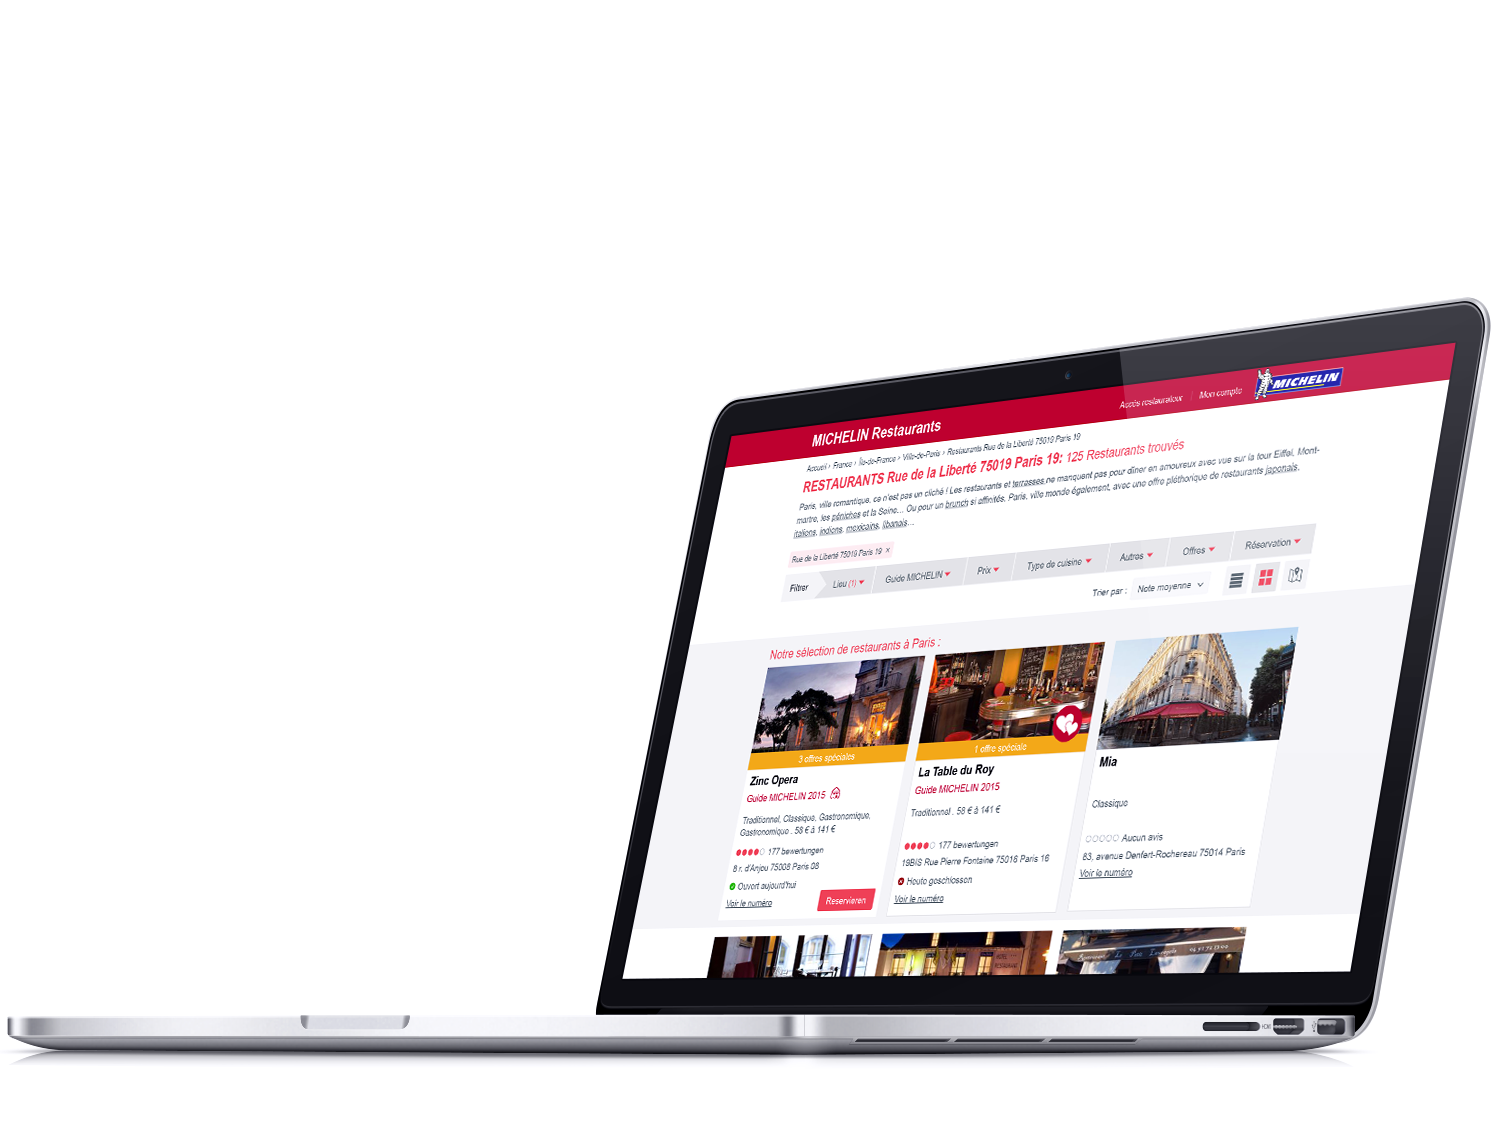 MICHELIN Restaurants
Accès restaurateur
Mon compte
MICHELIN
Accueil › France › Île-de-France › Ville-de-Paris › Restaurants Rue de la Liberté 75019 Paris 19
RESTAURANTS Rue de la Liberté 75019 Paris 19: 125 Restaurants trouvés
Paris, ville romantique, ce n'est pas un cliché ! Les restaurants et terrasses ne manquent pas pour dîner en amoureux avec vue sur la tour Eiffel, Mont-
martre, les péniches et la Seine... Ou pour un brunch si affinités. Paris, ville monde également, avec une offre pléthorique de restaurants japonais,
italiens, indiens, mexicains, libanais...
Rue de la Liberté 75019 Paris 19 ×
Filtrer
Lieu (1)
Guide MICHELIN
Prix
Type de cuisine
Autres
Offres
Réservation
Trier par :
Note moyenne
Notre sélection de restaurants à Paris :
3 offres spéciales
Zinc Opera
Guide MICHELIN 2015
Traditionnel, Classique, Gastronomique,
Gastronomique . 58 € à 141 €
177 bewertungen
8 r. d'Anjou 75008 Paris 08
Ouvert aujourd'hui
Voir le numéro
Reservieren
1 offre spéciale
La Table du Roy
Guide MICHELIN 2015
Traditionnel . 58 € à 141 €
177 bewertungen
19BIS Rue Pierre Fontaine 75016 Paris 16
Heute geschlossen
Voir le numéro
Mia
Classique
Aucun avis
83, avenue Denfert-Rochereau 75014 Paris
Voir le numéro
HDMI